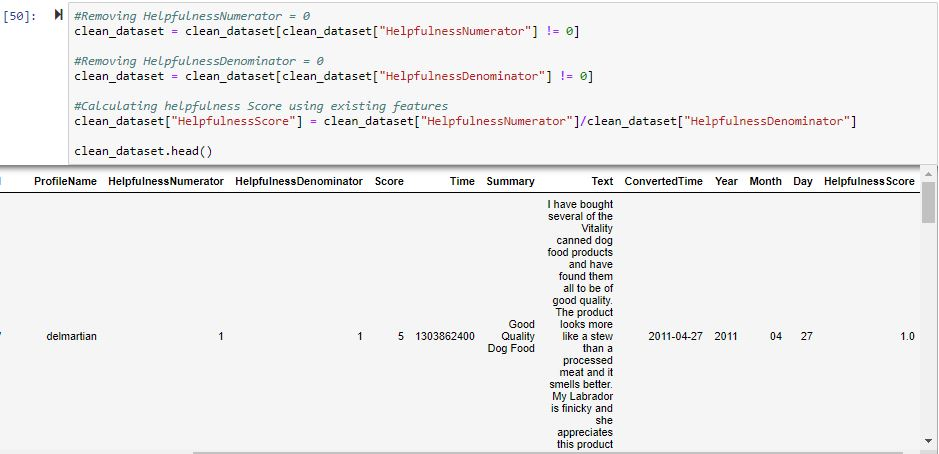 [50]:
#Removing HelpfulnessNumerator = 0
clean_dataset = clean_dataset[clean_dataset["HelpfulnessNumerator"] != 0]
#Removing HelpfulnessDenominator = 0
clean_dataset = clean_dataset[clean_dataset["HelpfulnessDenominator"] != 0]
#Calculating helpfulness Score using existing features
clean_dataset["HelpfulnessScore"] = clean_dataset["HelpfulnessNumerator"]/clean_dataset["HelpfulnessDenominator"]
clean_dataset.head()
ProfileName HelpfulnessNumerator HelpfulnessDenominator Score Time Summary Text ConvertedTime Year Month Day HelpfulnessScore
delmartian 1 1 5 1303862400
Good
Quality
Dog Food
I have bought
several of the
Vitality
canned dog
food products
and have
found them
all to be of
good quality.
The product
looks more
like a stew
than a
processed
meat and it
smells better.
My Labrador
is finicky and
she
appreciates
this product
2011-04-27 2011 04 27 1.0